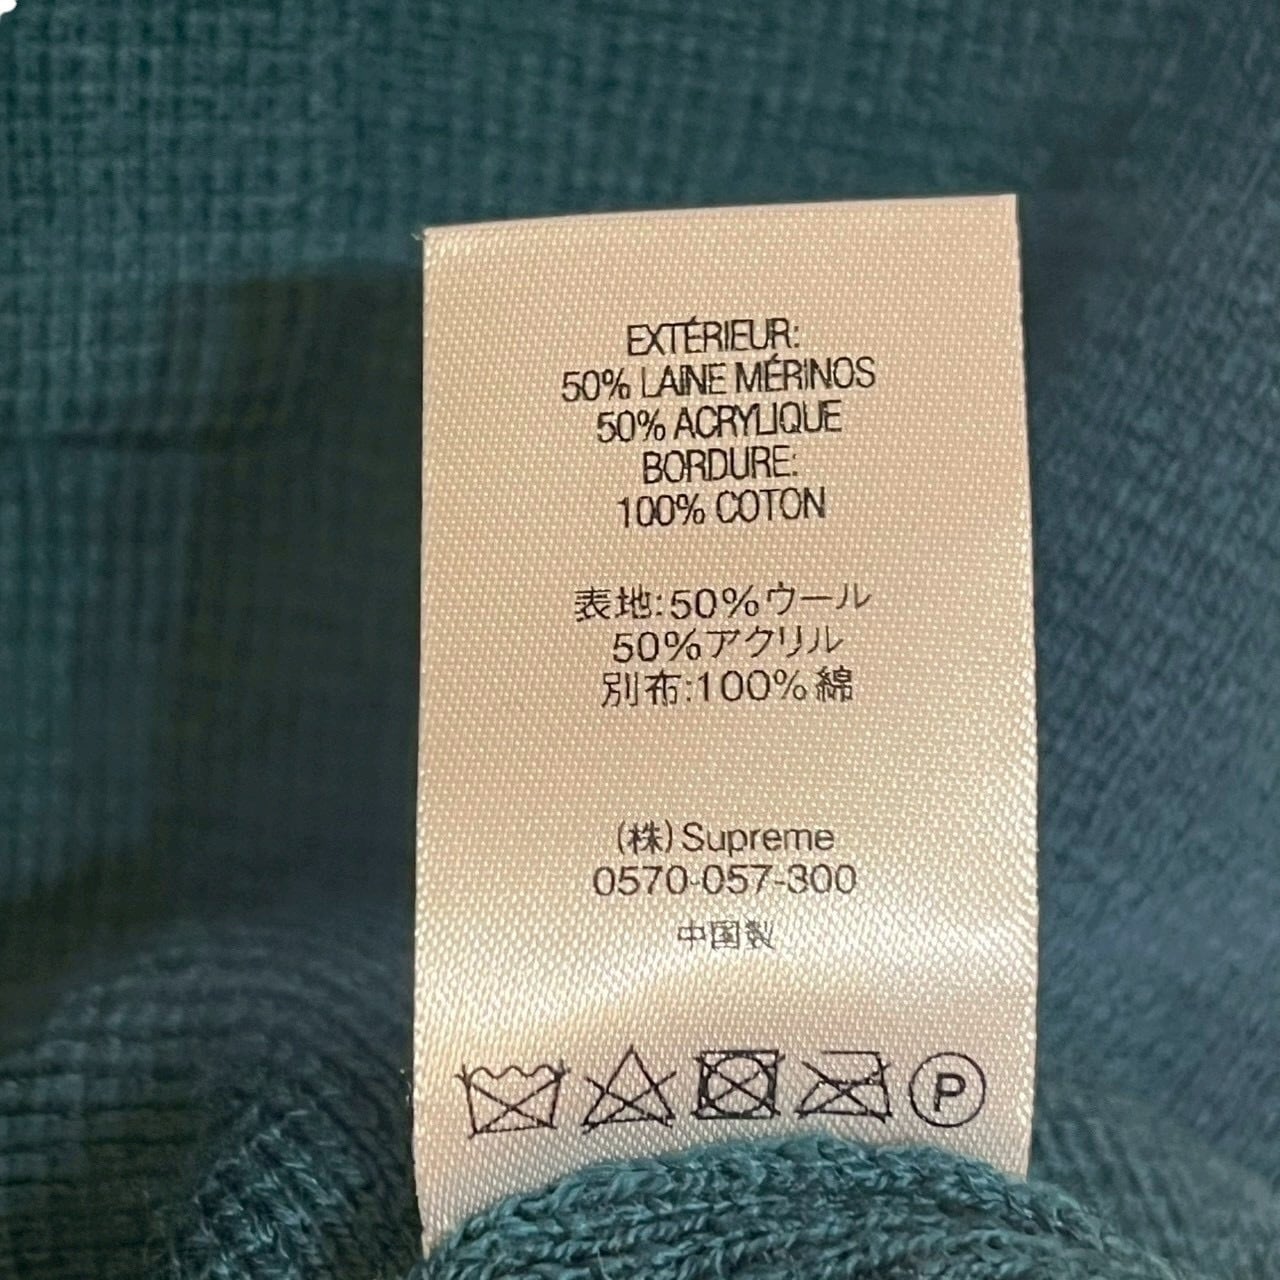 EXTÉRIEUR:
50% LAINE MÉRINOS
50% ACRYLIQUE
BORDURE:
100% COTON
表地:50%ウール
50%アクリル
別布:100%綿
(株)Supreme
0570-057-300
中国製
P